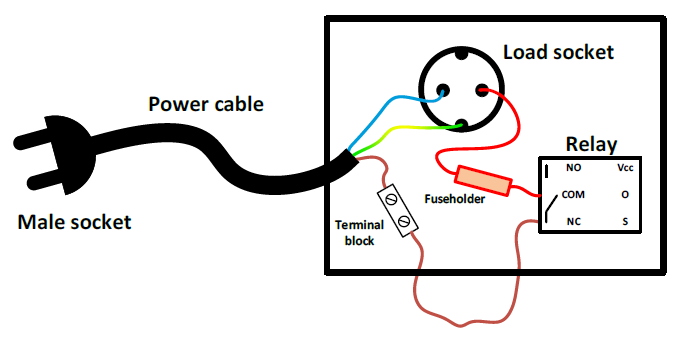 Load socket
Power cable
Relay
NO Vcc
COM O
NC S
Fuseholder
Male socket
Terminal
block